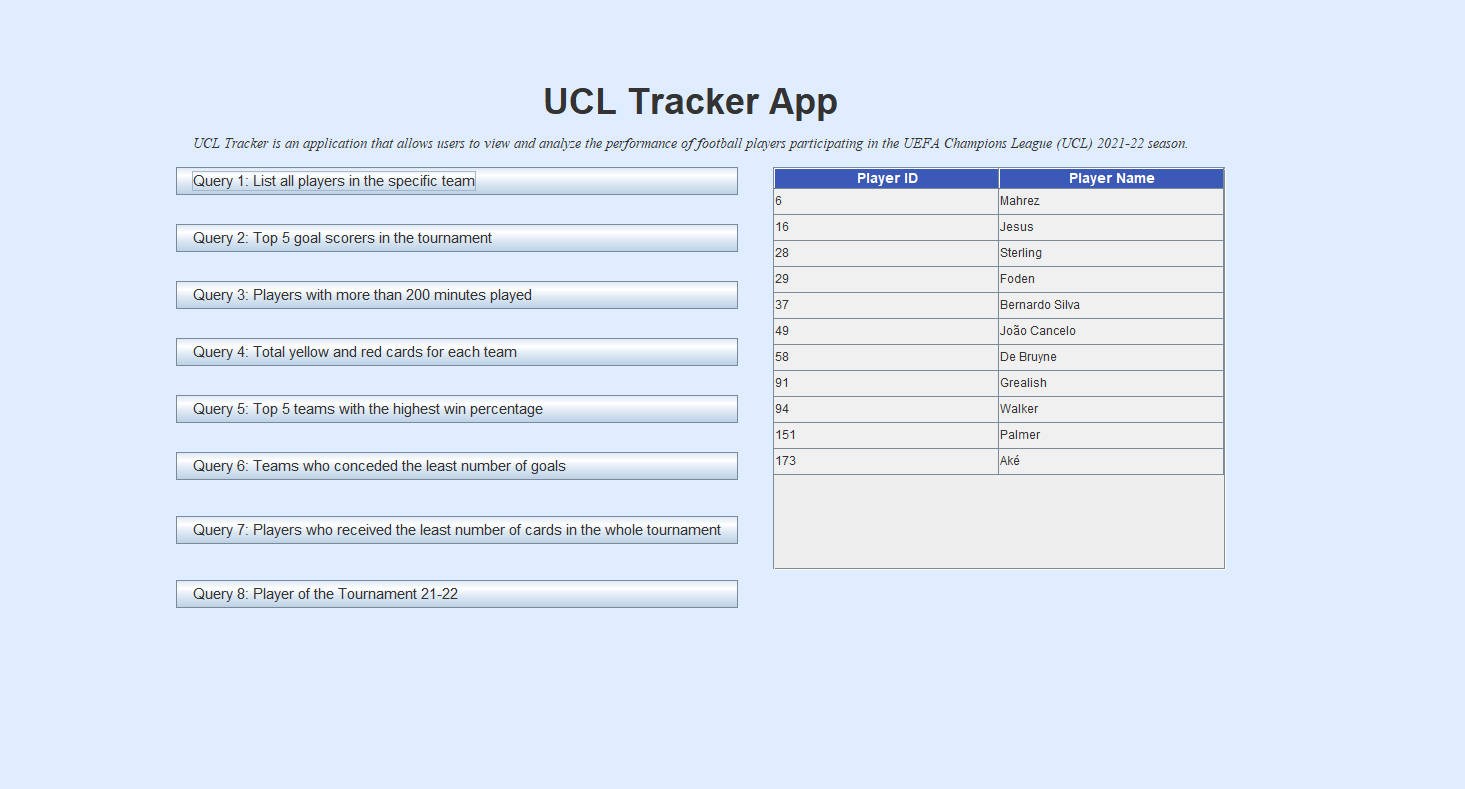 UCL Tracker App
UCL Tracker is an application that allows users to view and analyze the performance of football players participating in the UEFA Champions League (UCL) 2021-22 season.
Query 1: List all players in the specific team
Query 2: Top 5 goal scorers in the tournament
Query 3: Players with more than 200 minutes played
Query 4: Total yellow and red cards for each team
Query 5: Top 5 teams with the highest win percentage
Query 6: Teams who conceded the least number of goals
Query 7: Players who received the least number of cards in the whole tournament
Query 8: Player of the Tournament 21-22
Player ID Player Name
6 Mahrez
16 Jesus
28 Sterling
29 Foden
37 Bernardo Silva
49 João Cancelo
58 De Bruyne
91 Grealish
94 Walker
151 Palmer
173 Aké